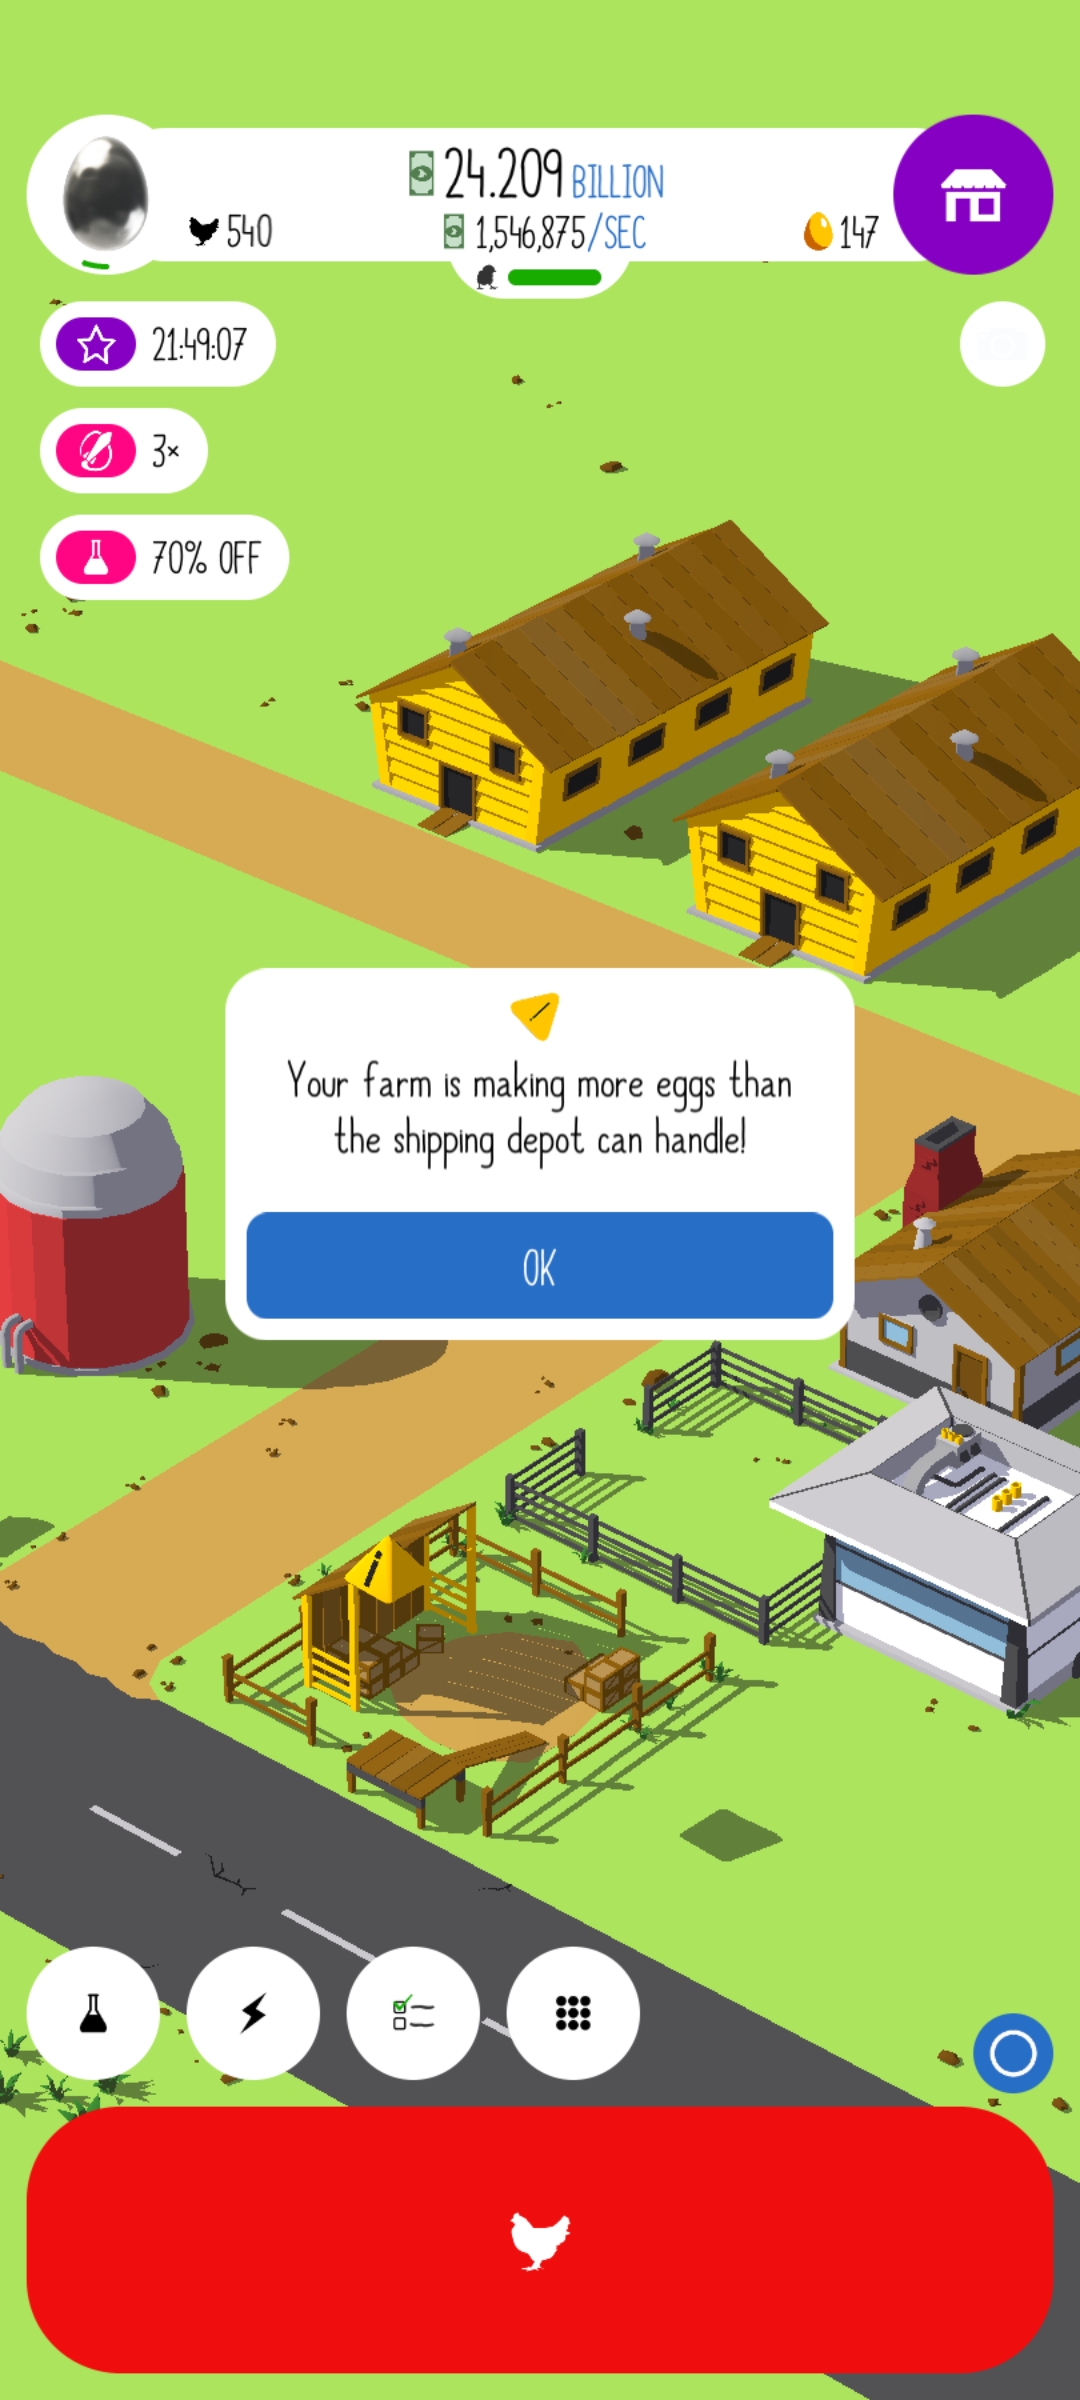 24.209 BILLION
540
1,546,875/SEC
147
21:49:07
3×
70% OFF
Your farm is making more eggs than
the shipping depot can handle!
OK